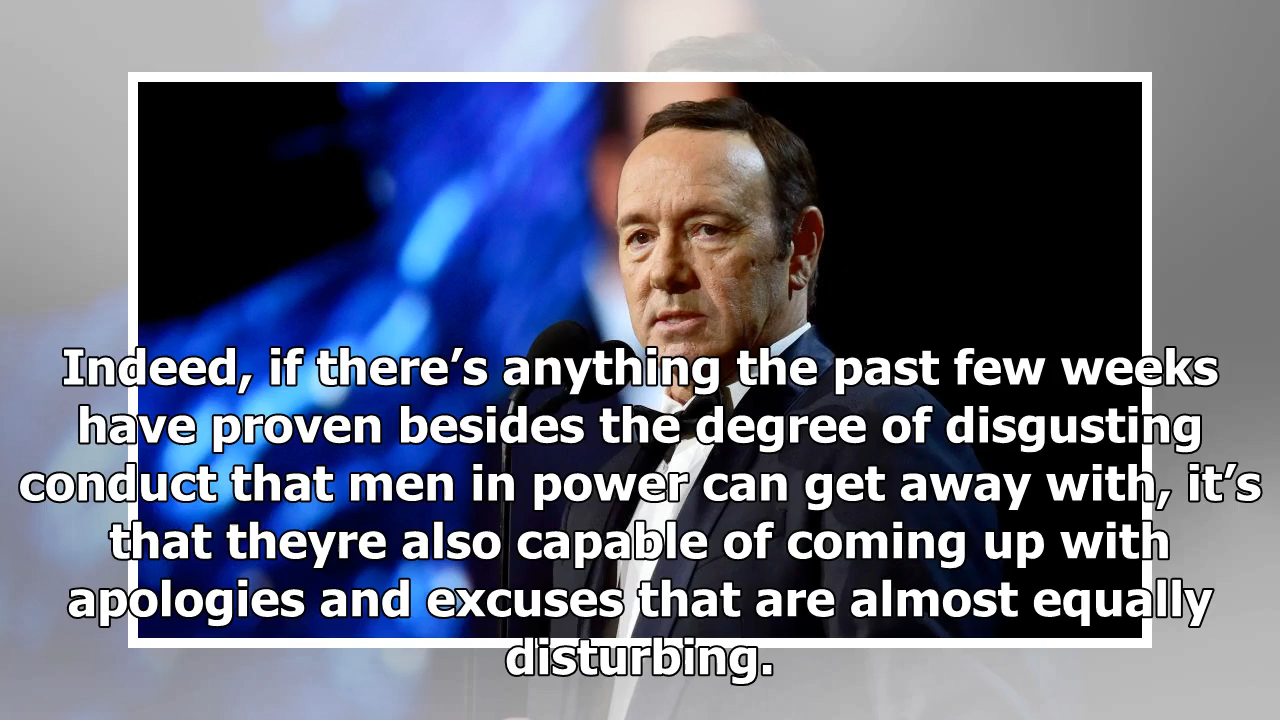 Indeed, if there’s anything the past few weeks
have proven besides the degree of disgusting
conduct that men in power can get away with, it’s
that theyre also capable of coming up with
apologies and excuses that are almost equally
disturbing.